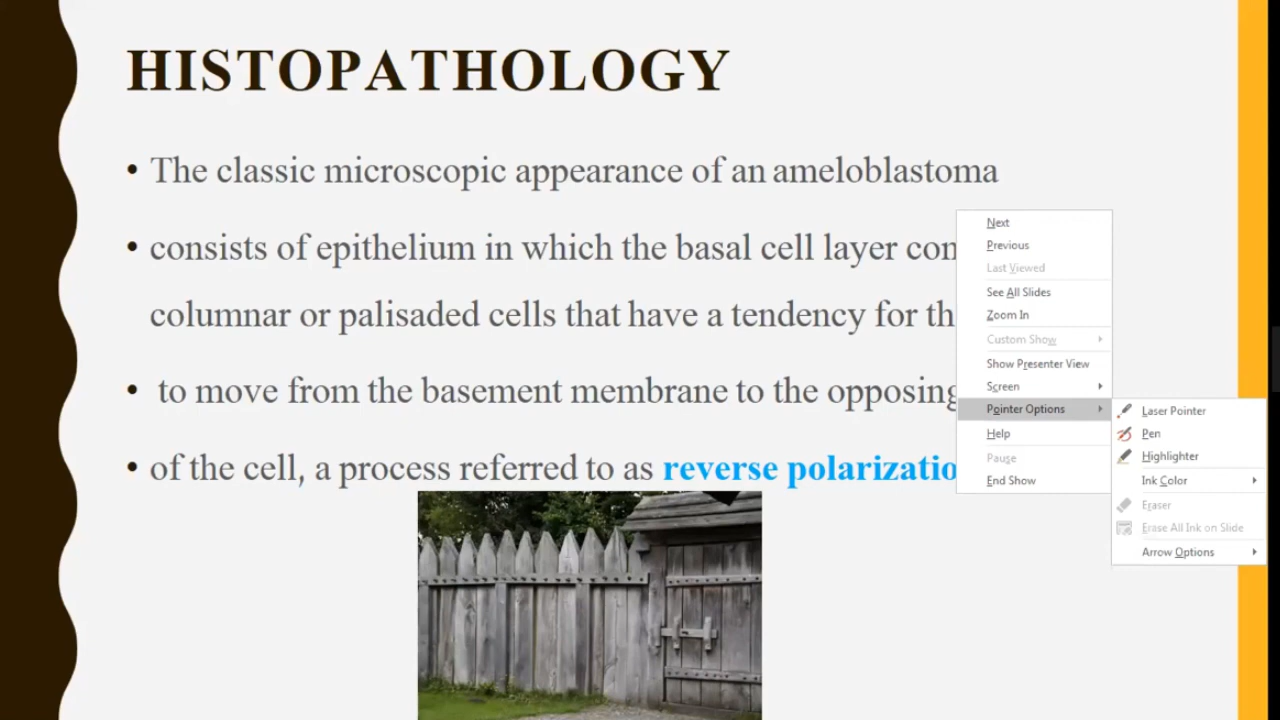 HISTOPATHOLOGY
• The classic microscopic appearance of an ameloblastoma
• consists of epithelium in which the basal cell layer
columnar or palisaded cells that have a tendency for
• to move from the basement membrane to the opposing
• of the cell, a process referred to as reverse
Next
Previous
Last Viewed
See All Slides
Zoom In
Custom Show
Show Presenter View
Screen
Pointer Options
Help
Pause
End Show
Laser Pointer
Pen
Highlighter
Ink Color
Eraser
Erase All Ink on Slide
Arrow Options